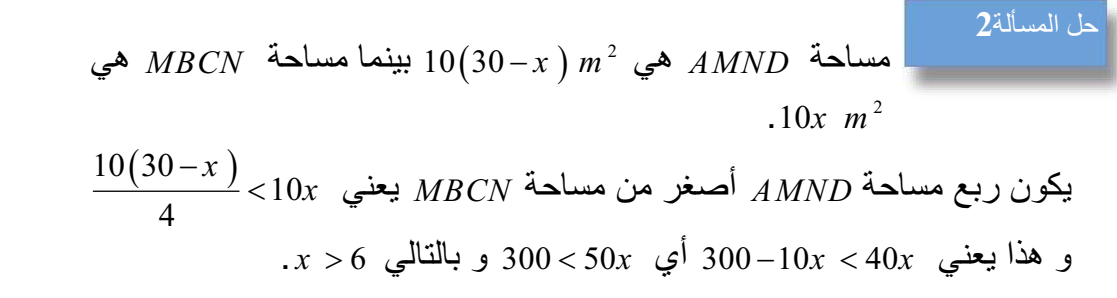 حل المسألة2
مساحة AMND هي 10(30−x) m² بينما مساحة MBCN هي
10x m².
يكون ربع مساحة AMND أصغر من مساحة MBCN يعني 10(30−x)/4 < 10x
و هذا يعني 300−10x < 40x أي 300 < 50x و بالتالي x > 6.